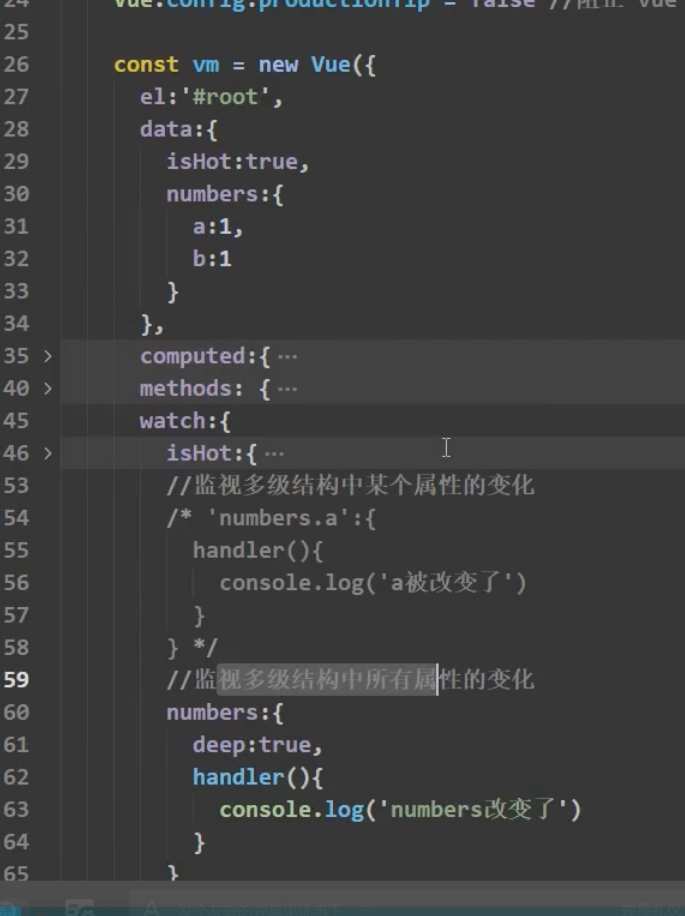 24 Vue.config.productionTip = false //阻止 vue
25
26 const vm = new Vue({
27 el:'#root',
28 data:{
29 isHot:true,
30 numbers:{
31 a:1,
32 b:1
33 }
34 },
35 computed:{ ···
40 methods: { ···
45 watch:{
46 isHot:{ ···
53 //监视多级结构中某个属性的变化
54 /* 'numbers.a':{
55 handler(){
56 console.log('a被改变了')
57 }
58 } */
59 //监视多级结构中所有属性的变化
60 numbers:{
61 deep:true,
62 handler(){
63 console.log('numbers改变了')
64 }
65 }